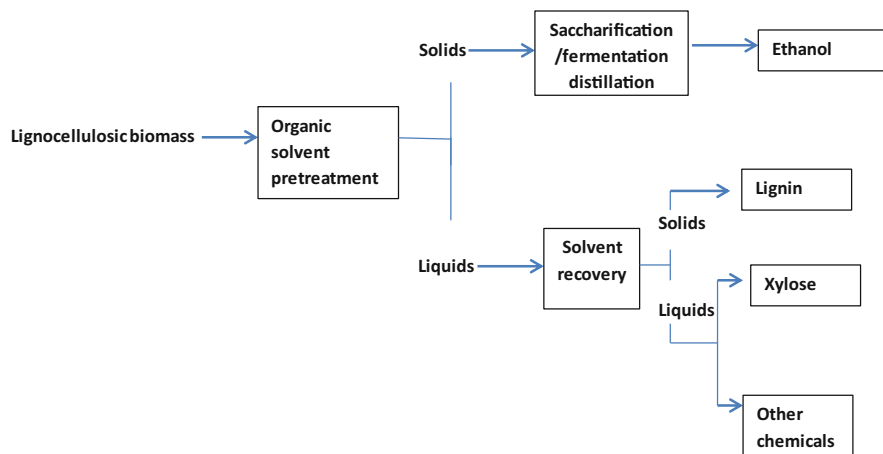 Lignocellulosic biomass
Organic
solvent
pretreatment
Solids
Saccharification
/fermentation
distillation
Ethanol
Liquids
Solvent
recovery
Solids
Lignin
Liquids
Xylose
Other
chemicals